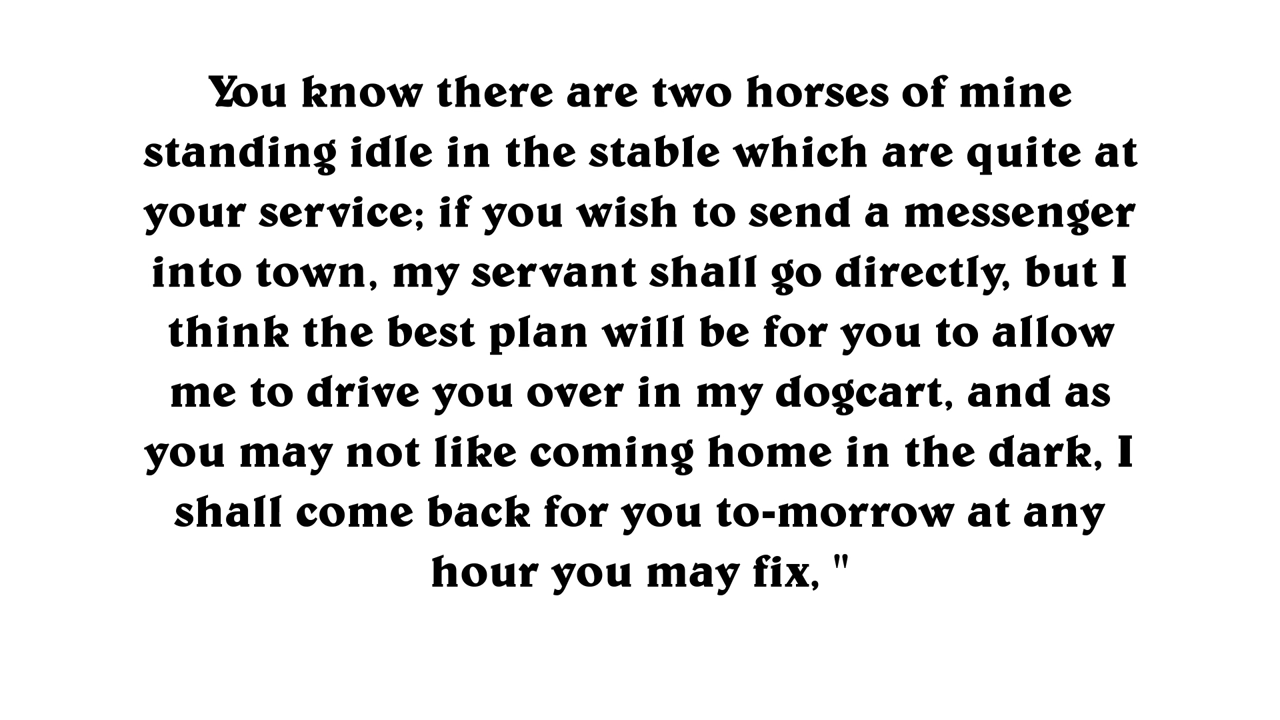 You know there are two horses of mine
standing idle in the stable which are quite at
your service; if you wish to send a messenger
into town, my servant shall go directly, but I
think the best plan will be for you to allow
me to drive you over in my dogcart, and as
you may not like coming home in the dark, I
shall come back for you to-morrow at any
hour you may fix, "